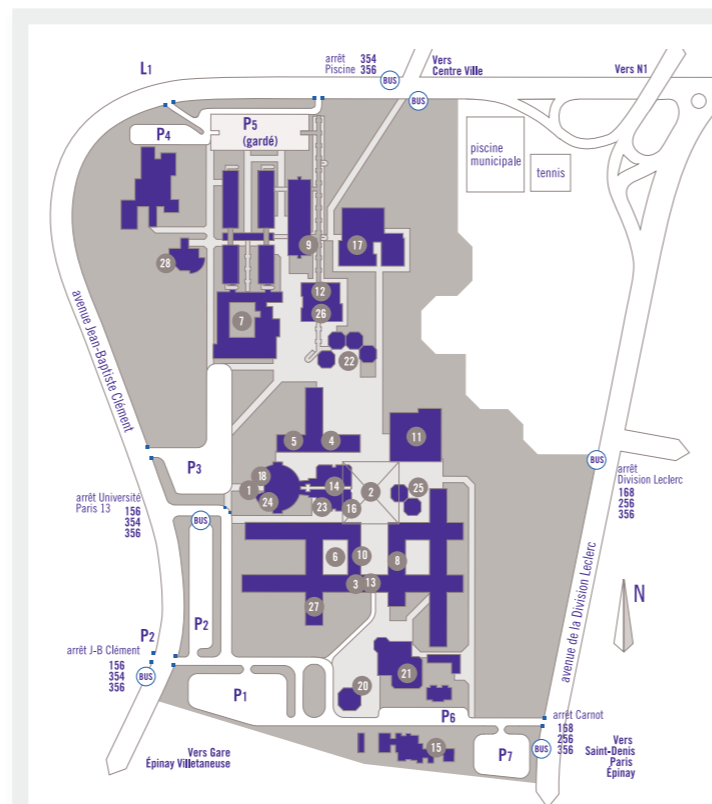 L1
arrêt 354
Piscine 356
BUS
Vers
Centre Ville
Vers N1
BUS
P4
P5
(gardé)
piscine
municipale
tennis
9
17
28
12
26
7
22
avenue Jean-Baptiste Clément
5
4
11
P3
BUS
arrêt
Division Leclerc
168
256
356
18
1
24
14
23
16
2
25
arrêt Université
Paris 13
156
354
356
BUS
6
10
8
3
13
27
N
P2
P2
arrêt J-B Clément
156
354
356
BUS
avenue de la Division Leclerc
21
20
P1
P6
arrêt Carnot
168
256
356
BUS
15
P7
Vers Gare
Épinay Villetaneuse
Vers
Saint-Denis
Paris
Épinay